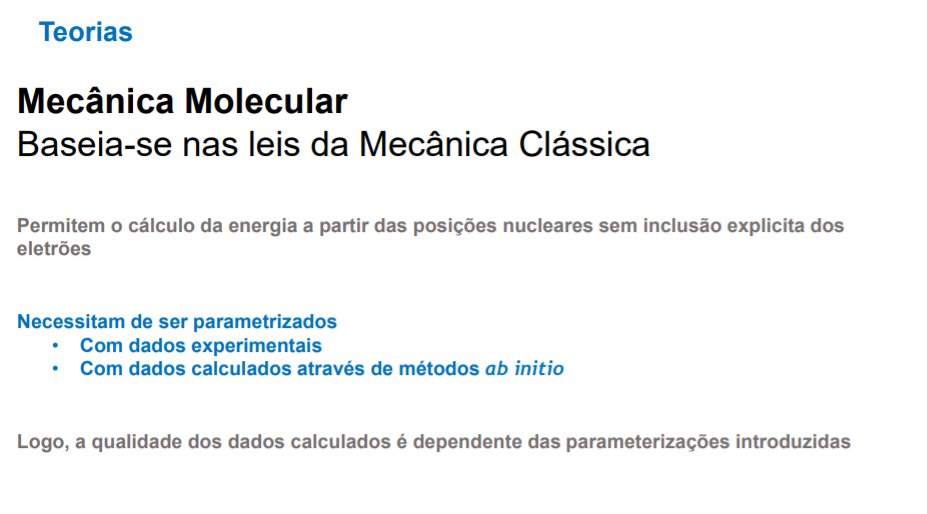 Teorias
Mecânica Molecular
Baseia-se nas leis da Mecânica Clássica
Permitem o cálculo da energia a partir das posições nucleares sem inclusão explicita dos
eletrões
Necessitam de ser parametrizados
• Com dados experimentais
• Com dados calculados através de métodos ab initio
Logo, a qualidade dos dados calculados é dependente das parameterizações introduzidas